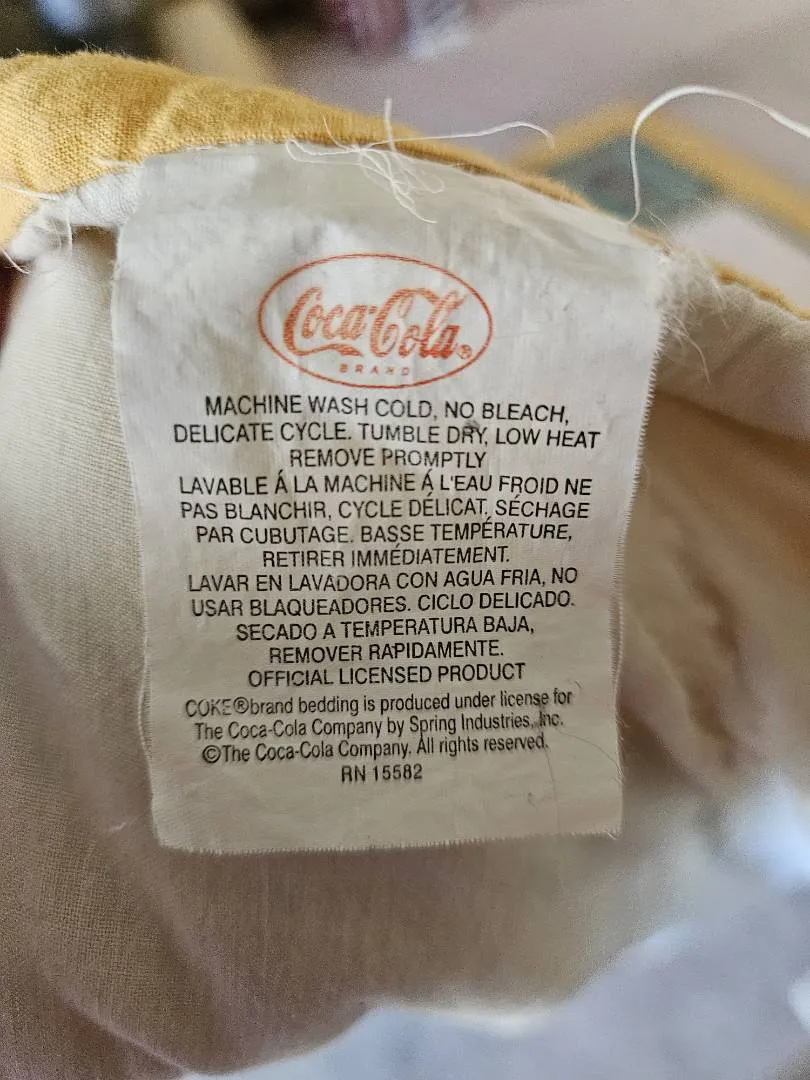 Coca-Cola®
BRAND
MACHINE WASH COLD, NO BLEACH,
DELICATE CYCLE. TUMBLE DRY, LOW HEAT
REMOVE PROMPTLY
LAVABLE Á LA MACHINE Á L'EAU FROID NE
PAS BLANCHIR, CYCLE DÉLICAT, SÉCHAGE
PAR CUBUTAGE. BASSE TEMPÉRATURE,
RETIRER IMMÉDIATEMENT.
LAVAR EN LAVADORA CON AGUA FRIA, NO
USAR BLAQUEADORES. CICLO DELICADO.
SECADO A TEMPERATURA BAJA,
REMOVER RAPIDAMENTE.
OFFICIAL LICENSED PRODUCT
COKE®brand bedding is produced under license for
The Coca-Cola Company by Spring Industries, Inc.
©The Coca-Cola Company. All rights reserved.
RN 15582